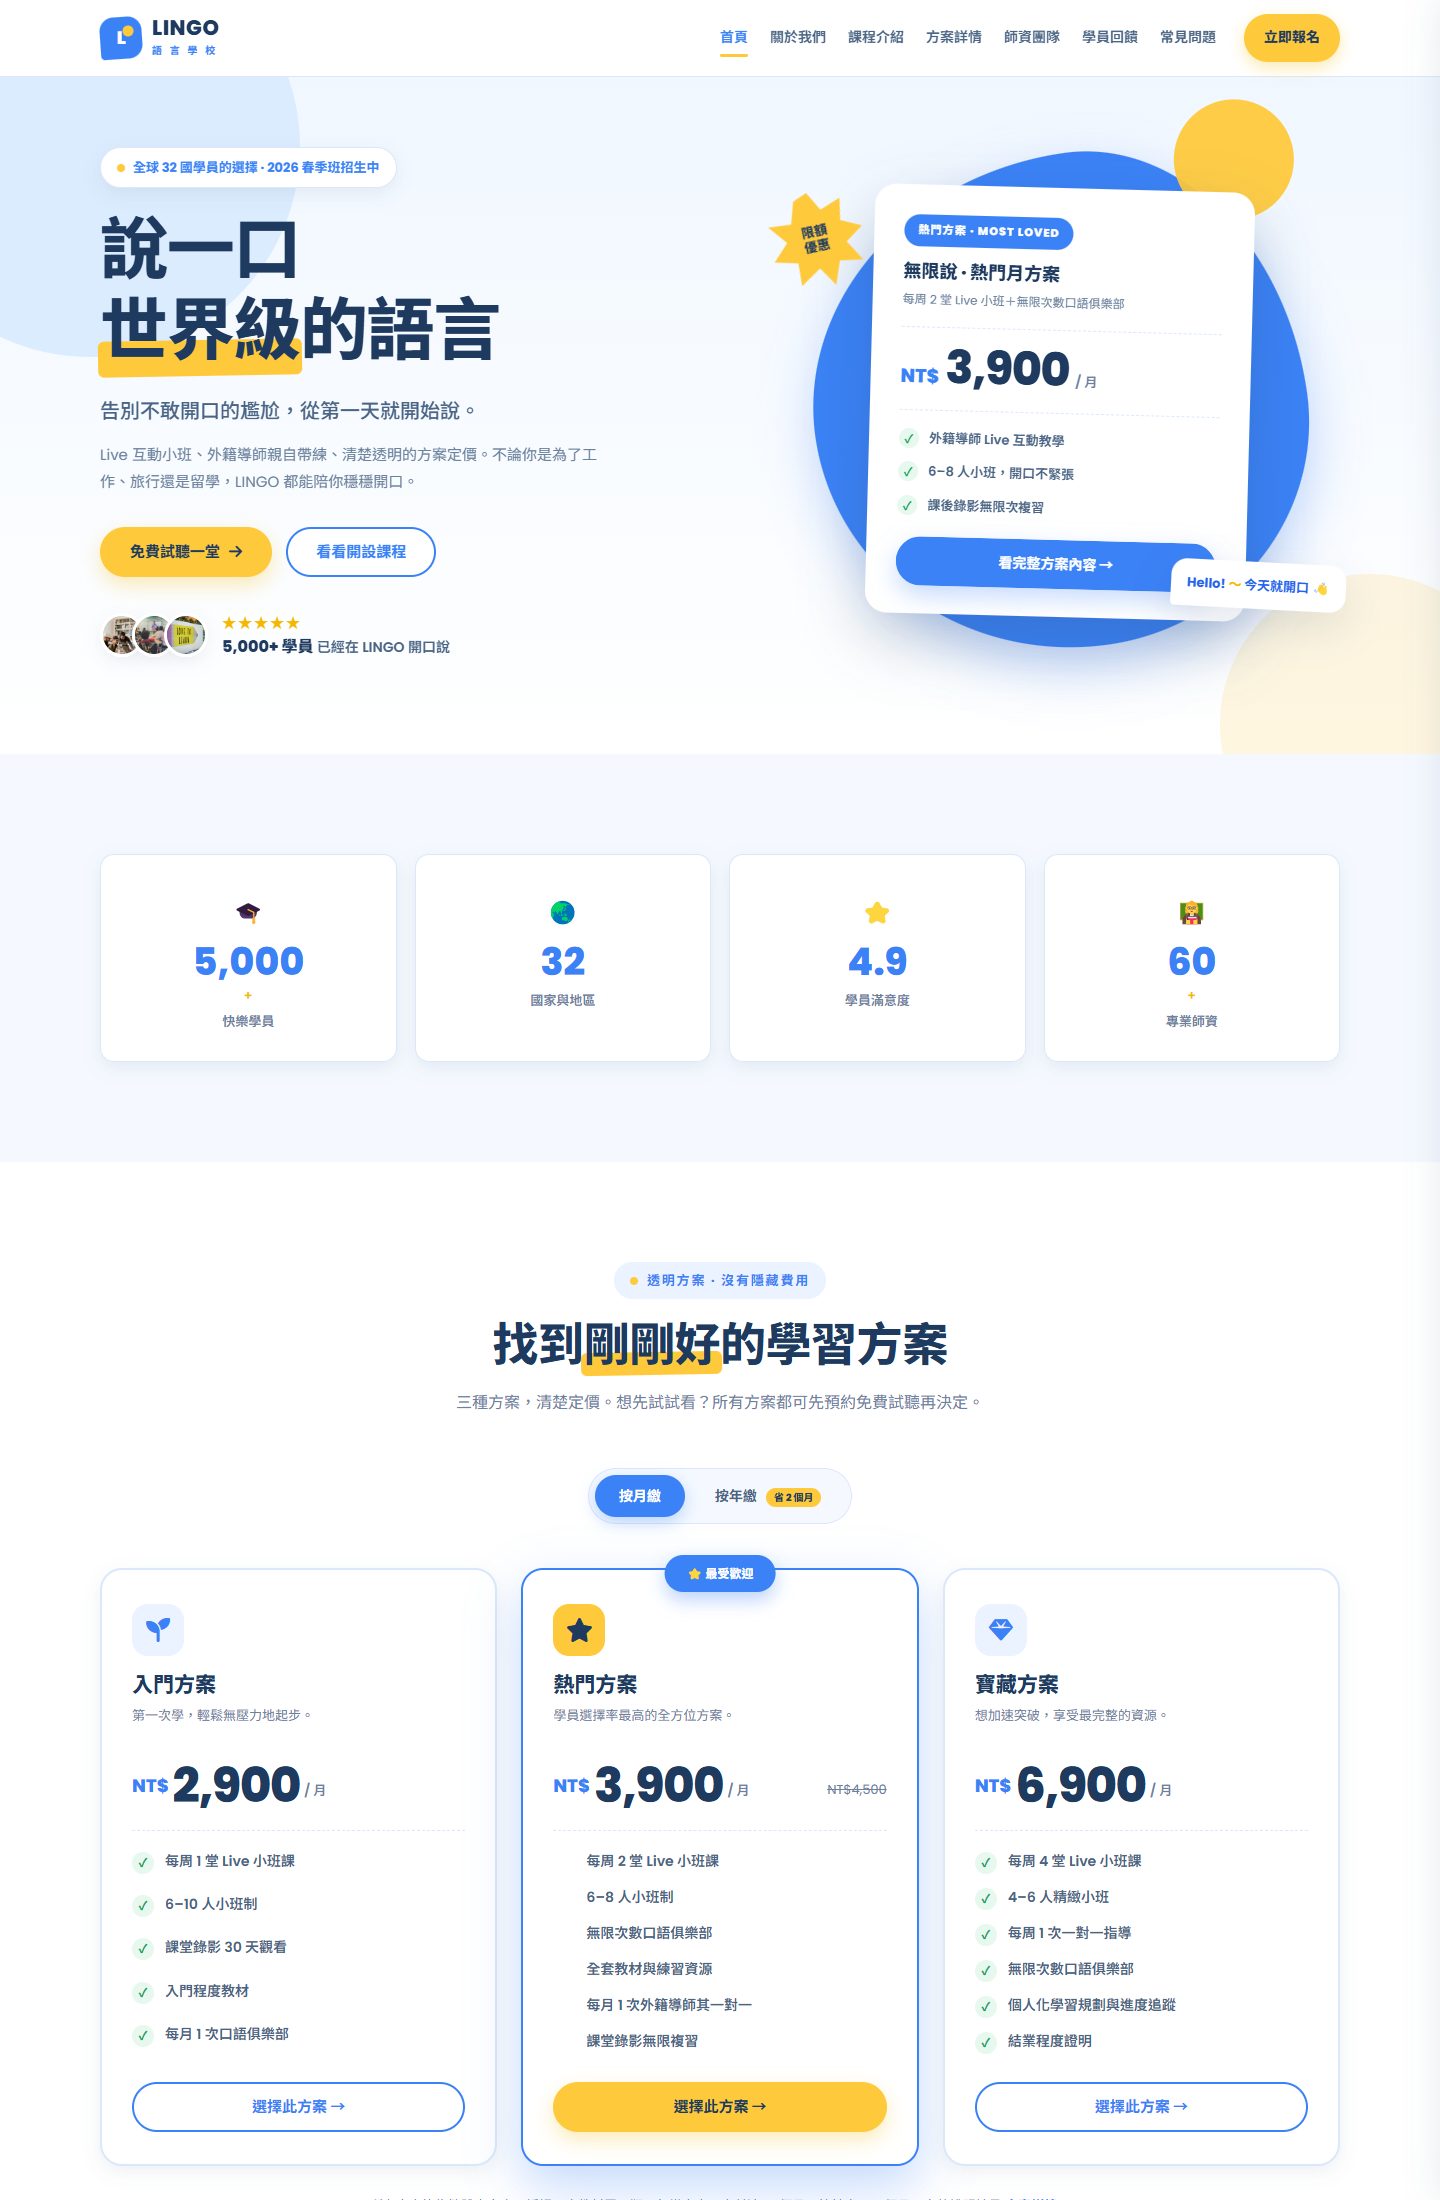 LINGO
語言學校
首頁 關於我們 課程介紹 方案詳情 師資團隊 學員回饋 常見問題 立即報名
全球 32 國學員的選擇 · 2026 春季班招生中
說一口
世界級的語言
告別不敢開口的尷尬，從第一天就開始說。
Live 互動小班、外籍導師親自帶練、清楚透明的方案定價。不論你是為了工
作、旅行還是留學，LINGO 都能陪你穩穩開口。
免費試聽一堂 → 看看開設課程
★★★★★
5,000+ 學員 已經在 LINGO 開口說
限額
優惠
熱門方案 · MOST LOVED
無限說 · 熱門月方案
每周 2 堂 Live 小班＋無限次數口語俱樂部
NT$ 3,900 / 月
✓ 外籍導師 Live 互動教學
✓ 6–8 人小班，開口不緊張
✓ 課後錄影無限次複習
看完整方案內容 →
Hello! 〜 今天就開口 👋
5,000
+
快樂學員
32
國家與地區
4.9
學員滿意度
60
+
專業師資
透明方案 · 沒有隱藏費用
找到剛剛好的學習方案
三種方案，清楚定價。想先試試看？所有方案都可先預約免費試聽再決定。
按月繳 按年繳 省 2 個月
入門方案
第一次學，輕鬆無壓力地起步。
NT$ 2,900 / 月
✓ 每周 1 堂 Live 小班課
✓ 6–10 人小班制
✓ 課堂錄影 30 天觀看
✓ 入門程度教材
✓ 每月 1 次口語俱樂部
選擇此方案 →
⭐ 最受歡迎
熱門方案
學員選擇率最高的全方位方案。
NT$ 3,900 / 月 NT$4,500
每周 2 堂 Live 小班課
6–8 人小班制
無限次數口語俱樂部
全套教材與練習資源
每月 1 次外籍導師其一對一
課堂錄影無限複習
選擇此方案 →
寶藏方案
想加速突破，享受最完整的資源。
NT$ 6,900 / 月
✓ 每周 4 堂 Live 小班課
✓ 4–6 人精緻小班
✓ 每周 1 次一對一指導
✓ 無限次數口語俱樂部
✓ 個人化學習規劃與進度追蹤
✓ 結業程度證明
選擇此方案 →